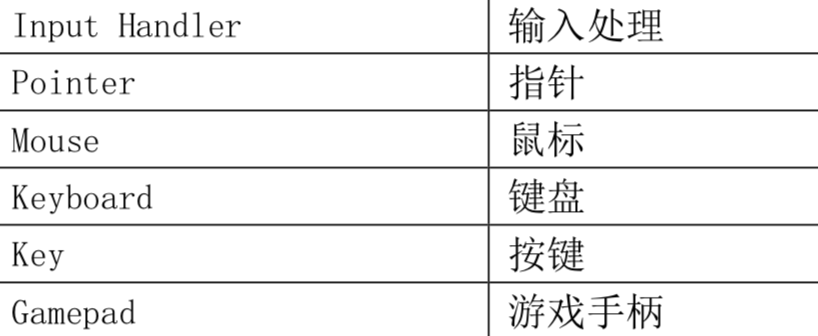 Input Handler 输入处理
Pointer 指针
Mouse 鼠标
Keyboard 键盘
Key 按键
Gamepad 游戏手柄